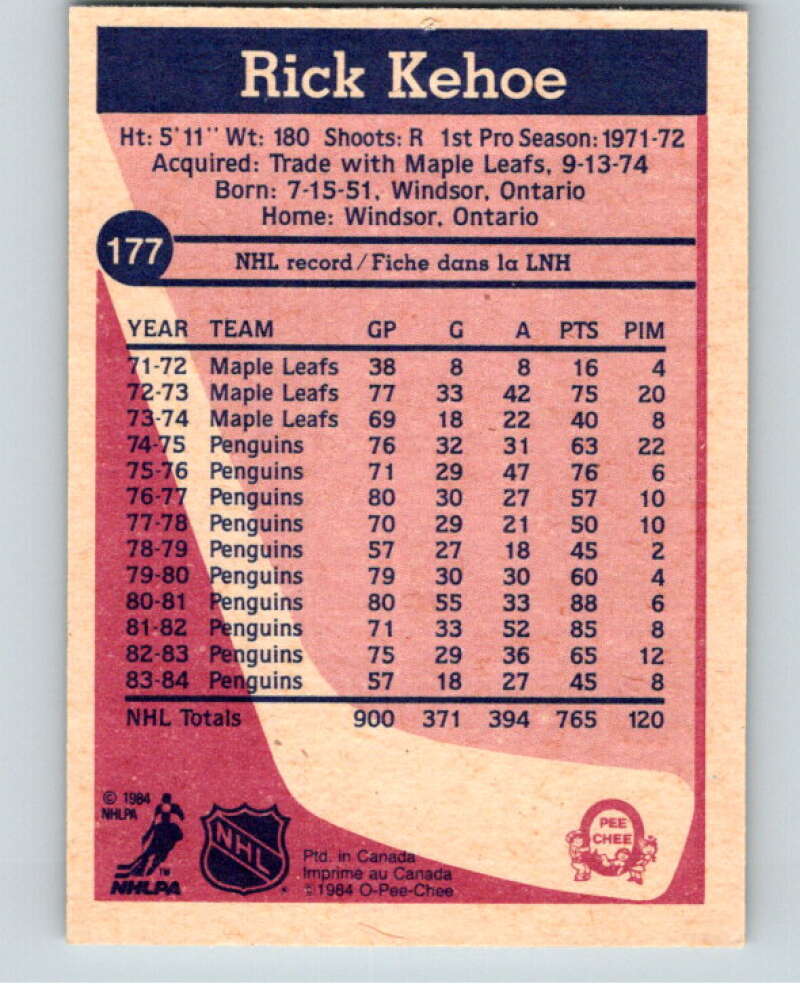 Rick Kehoe
Ht: 5'11" Wt: 180 Shoots: R 1st Pro Season: 1971-72
Acquired: Trade with Maple Leafs, 9-13-74
Born: 7-15-51, Windsor, Ontario
Home: Windsor, Ontario
177
NHL record / Fiche dans la LNH
YEAR TEAM GP G A PTS PIM
71-72 Maple Leafs 38 8 8 16 4
72-73 Maple Leafs 77 33 42 75 20
73-74 Maple Leafs 69 18 22 40 8
74-75 Penguins 76 32 31 63 22
75-76 Penguins 71 29 47 76 6
76-77 Penguins 80 30 27 57 10
77-78 Penguins 70 29 21 50 10
78-79 Penguins 57 27 18 45 2
79-80 Penguins 79 30 30 60 4
80-81 Penguins 80 55 33 88 6
81-82 Penguins 71 33 52 85 8
82-83 Penguins 75 29 36 65 12
83-84 Penguins 57 18 27 45 8
NHL Totals 900 371 394 765 120
© 1984
NHLPA
TM
NHLPA
NHL
Ptd. in Canada
Imprime au Canada
©1984 O-Pee-Chee
PEE
CHEE